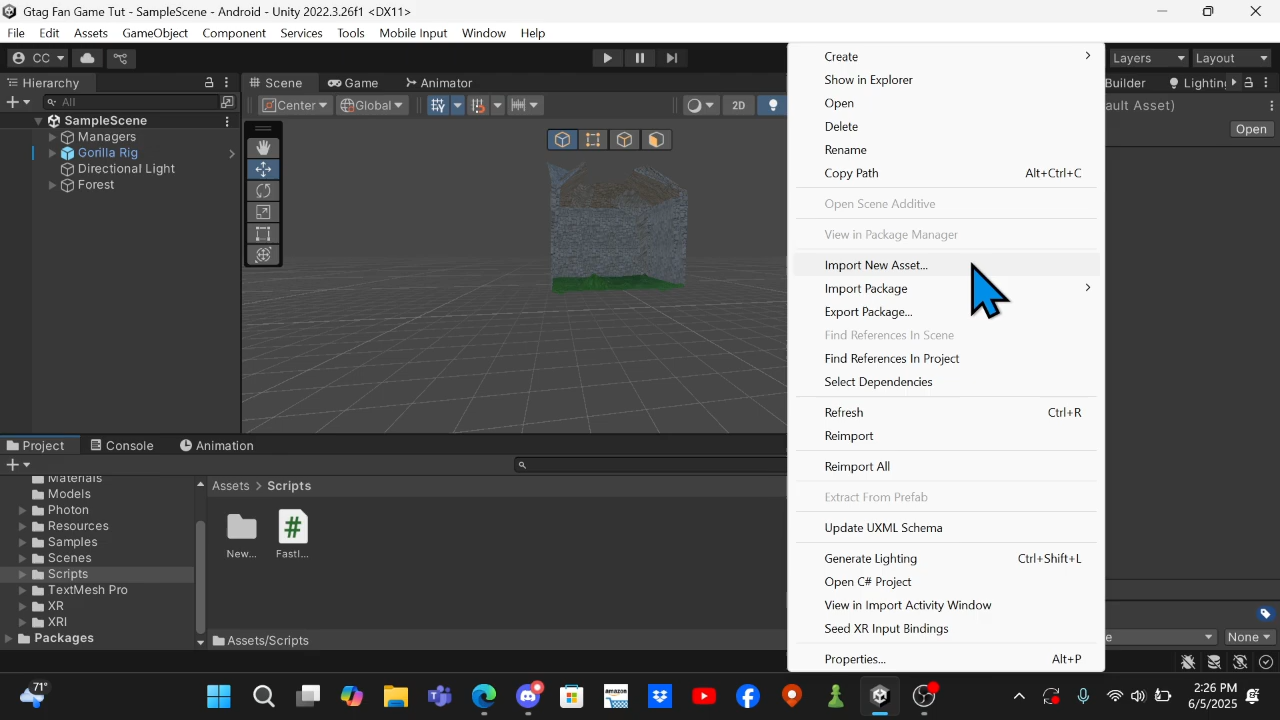 Gtag Fan Game Tut - SampleScene - Android - Unity 2022.3.26f1 <DX11>
File Edit Assets GameObject Component Services Tools Mobile Input Window Help
CC Layers Layout
Hierarchy Scene Game Animator Builder Lighting
All Center Global 2D ault Asset)
Open
SampleScene
Managers
Gorilla Rig
Directional Light
Forest
Create
Show in Explorer
Open
Delete
Rename
Copy Path Alt+Ctrl+C
Open Scene Additive
View in Package Manager
Import New Asset...
Import Package
Export Package...
Find References In Scene
Find References In Project
Select Dependencies
Refresh Ctrl+R
Reimport
Reimport All
Extract From Prefab
Update UXML Schema
Generate Lighting Ctrl+Shift+L
Open C# Project
View in Import Activity Window
Seed XR Input Bindings
Properties... Alt+P
Project Console Animation
Materials
Models
Photon
Resources
Samples
Scenes
Scripts
TextMesh Pro
XR
XRI
Packages
Assets > Scripts
#
New... FastI...
Assets/Scripts
e None
71°
amazon
2:26 PM
6/5/2025